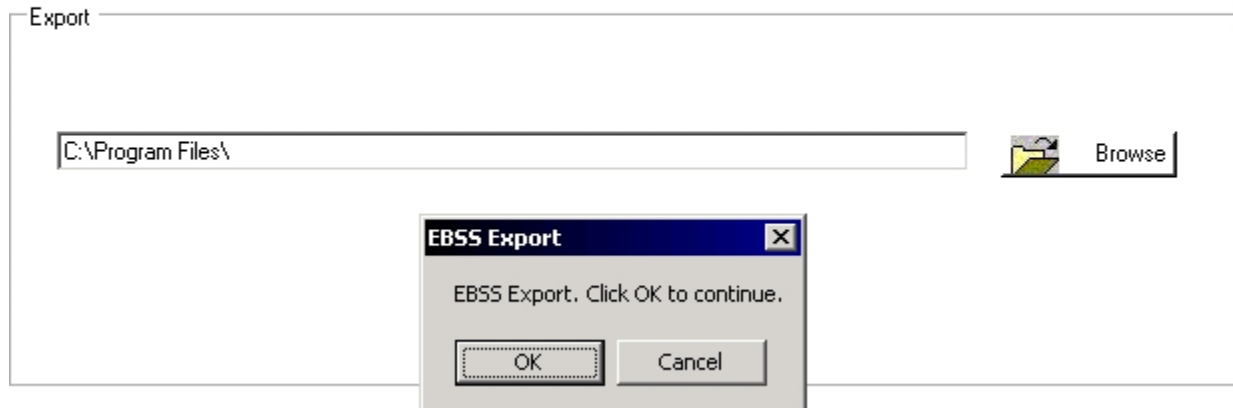 Export
C:\Program Files\
Browse
EBSS Export
EBSS Export. Click OK to continue.
OK
Cancel